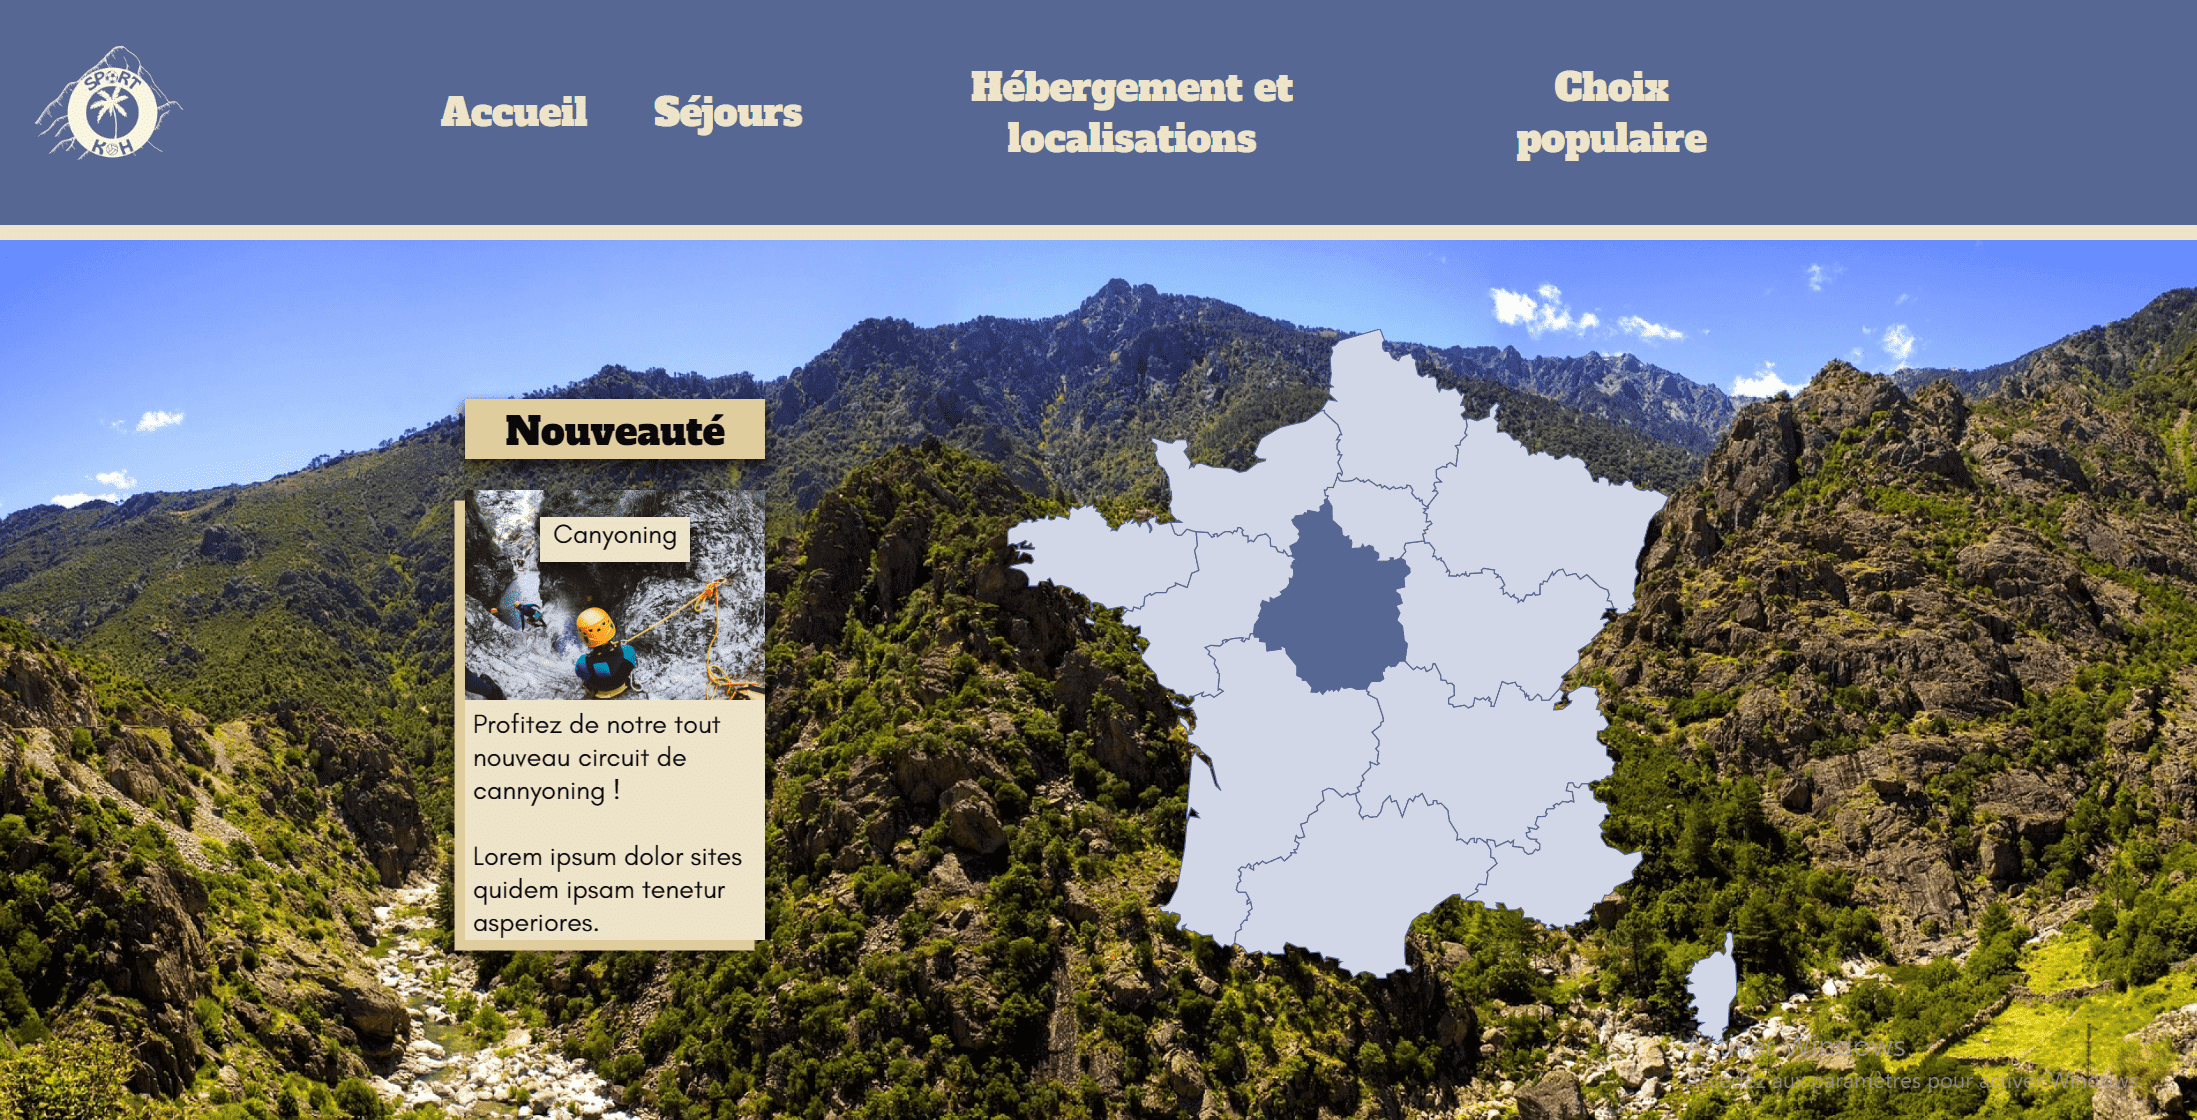 SPORT
KOH
Accueil
Séjours
Hébergement et
localisations
Choix
populaire
Nouveauté
Canyoning
Profitez de notre tout
nouveau circuit de
cannyoning !
Lorem ipsum dolor sites
quidem ipsam tenetur
asperiores.
Activer Windows
Accédez aux paramètres pour activer Windows.